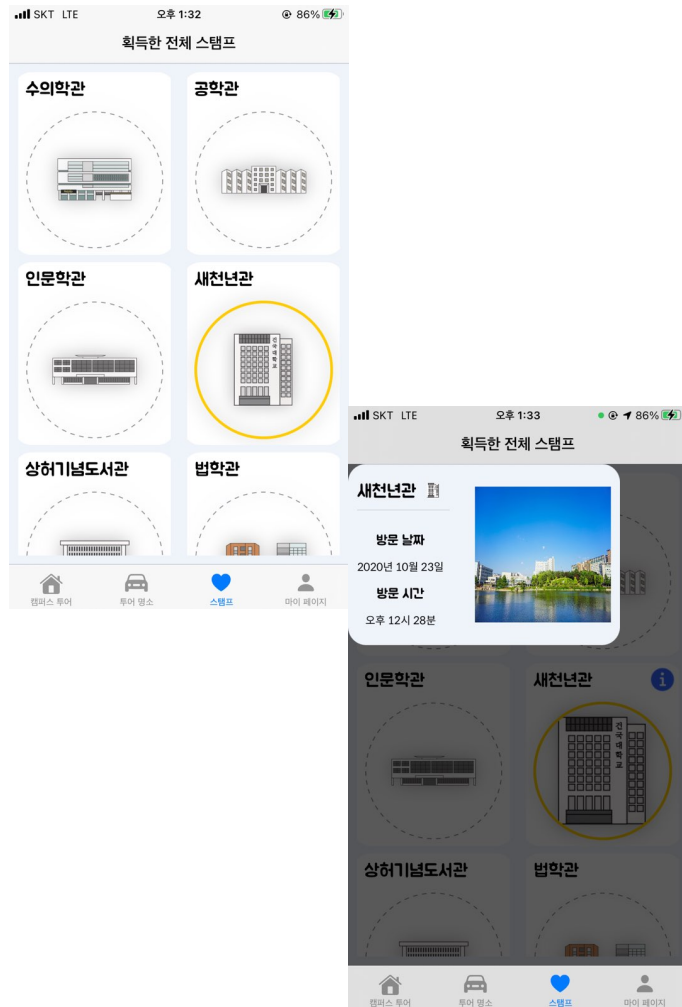 SKT LTE 오후 1:32 86%
획득한 전체 스탬프
수의학관 공학관
인문학관 새천년관
건국대학교
상허기념도서관 법학관
캠퍼스 투어 투어 명소 스탬프 마이 페이지
SKT LTE 오후 1:33 86%
획득한 전체 스탬프
새천년관
방문 날짜
2020년 10월 23일
방문 시간
오후 12시 28분
인문학관 새천년관
건국대학교
상허기념도서관 법학관
캠퍼스 투어 투어 명소 스탬프 마이 페이지